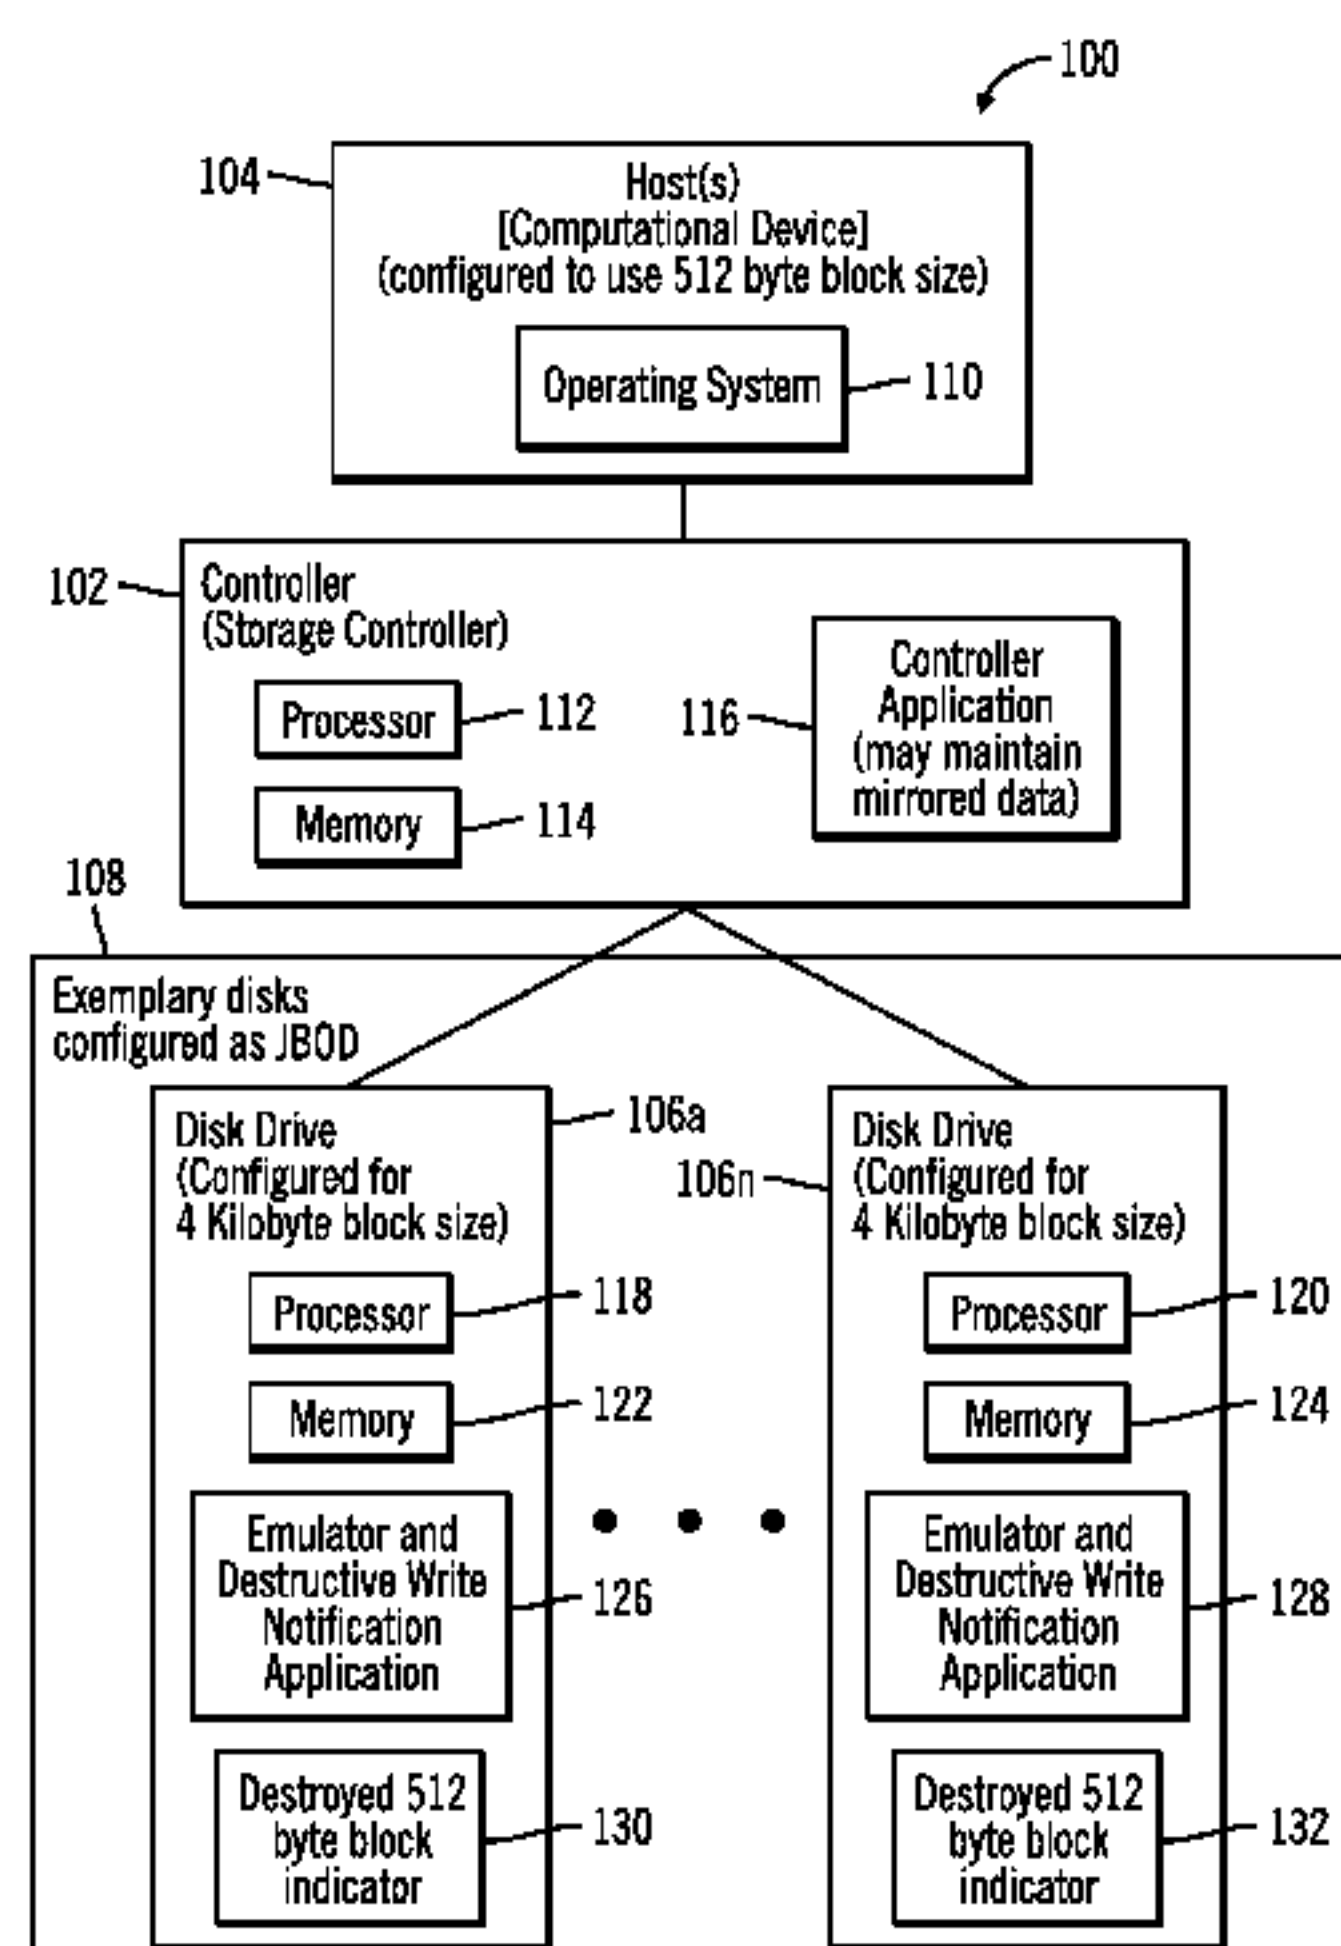 100
104
Host(s)
[Computational Device]
(configured to use 512 byte block size)
Operating System
110
102
Controller
(Storage Controller)
Processor
112
Memory
114
116
Controller
Application
(may maintain
mirrored data)
108
Exemplary disks
configured as JBOD
Disk Drive
(Configured for
4 Kilobyte block size)
106a
Processor
118
Memory
122
Emulator and
Destructive Write
Notification
Application
126
Destroyed 512
byte block
indicator
130
106n
Disk Drive
(Configured for
4 Kilobyte block size)
Processor
120
Memory
124
Emulator and
Destructive Write
Notification
Application
128
Destroyed 512
byte block
indicator
132